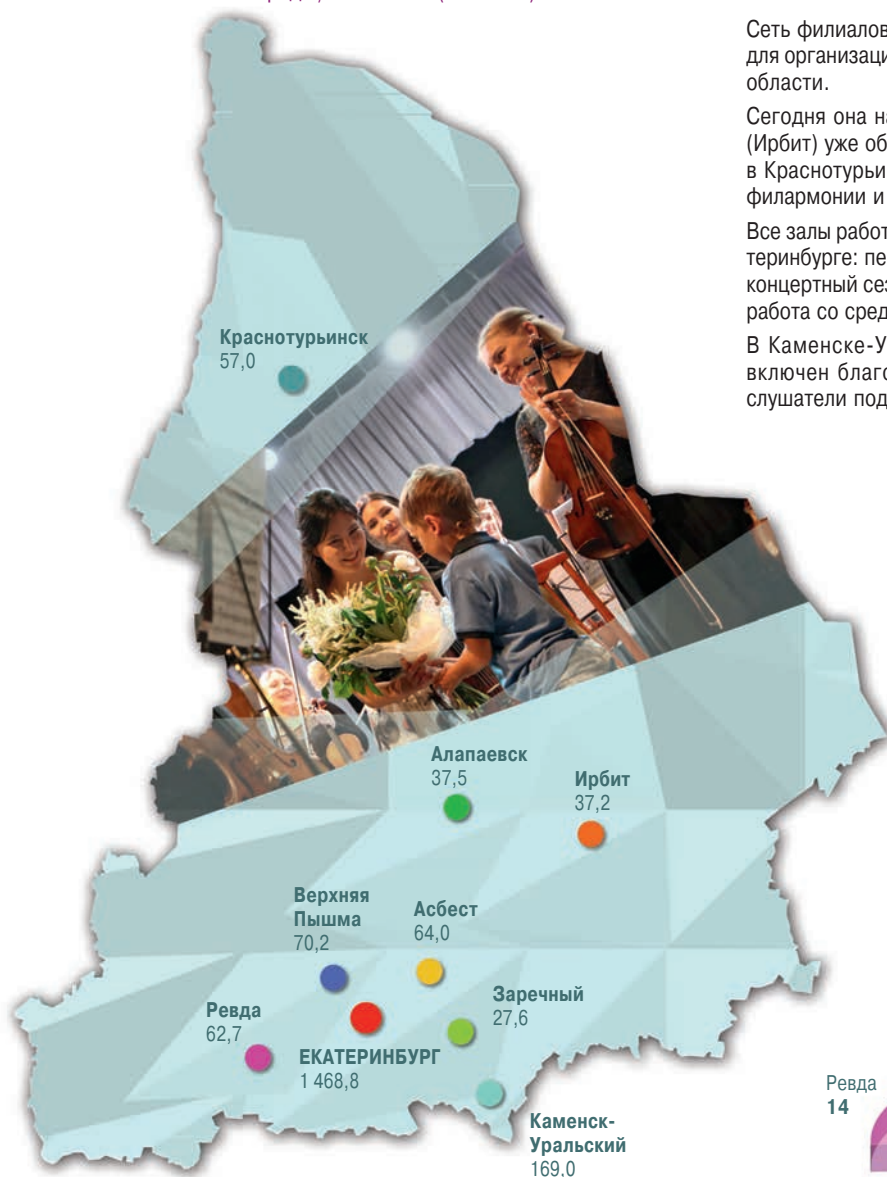 Сеть филиалов
для организаци
области.
Сегодня она на
(Ирбит) уже об
в Краснотурьи
филармонии и
Все залы работ
теринбурге: пе
концертный сез
работа со сред
В Каменске-У
включен благо
слушатели под
Краснотурьинск
57,0
Алапаевск
37,5
Ирбит
37,2
Верхняя
Пышма
70,2
Асбест
64,0
Заречный
27,6
Ревда
62,7
ЕКАТЕРИНБУРГ
1 468,8
Каменск-
Уральский
169,0
Ревда
14